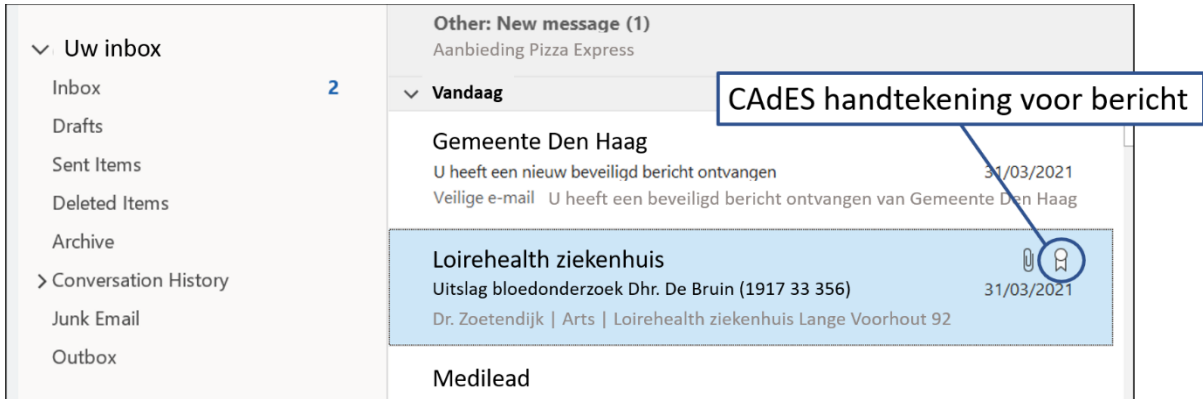 Uw inbox
Inbox 2
Drafts
Sent Items
Deleted Items
Archive
Conversation History
Junk Email
Outbox
Other: New message (1)
Aanbieding Pizza Express
Vandaag
CAdES handtekening voor bericht
Gemeente Den Haag
U heeft een nieuw beveiligd bericht ontvangen 31/03/2021
Veilige e-mail U heeft een beveiligd bericht ontvangen van Gemeente Den Haag
Loirehealth ziekenhuis
Uitslag bloedonderzoek Dhr. De Bruin (1917 33 356) 31/03/2021
Dr. Zoetendijk | Arts | Loirehealth ziekenhuis Lange Voorhout 92
Medilead